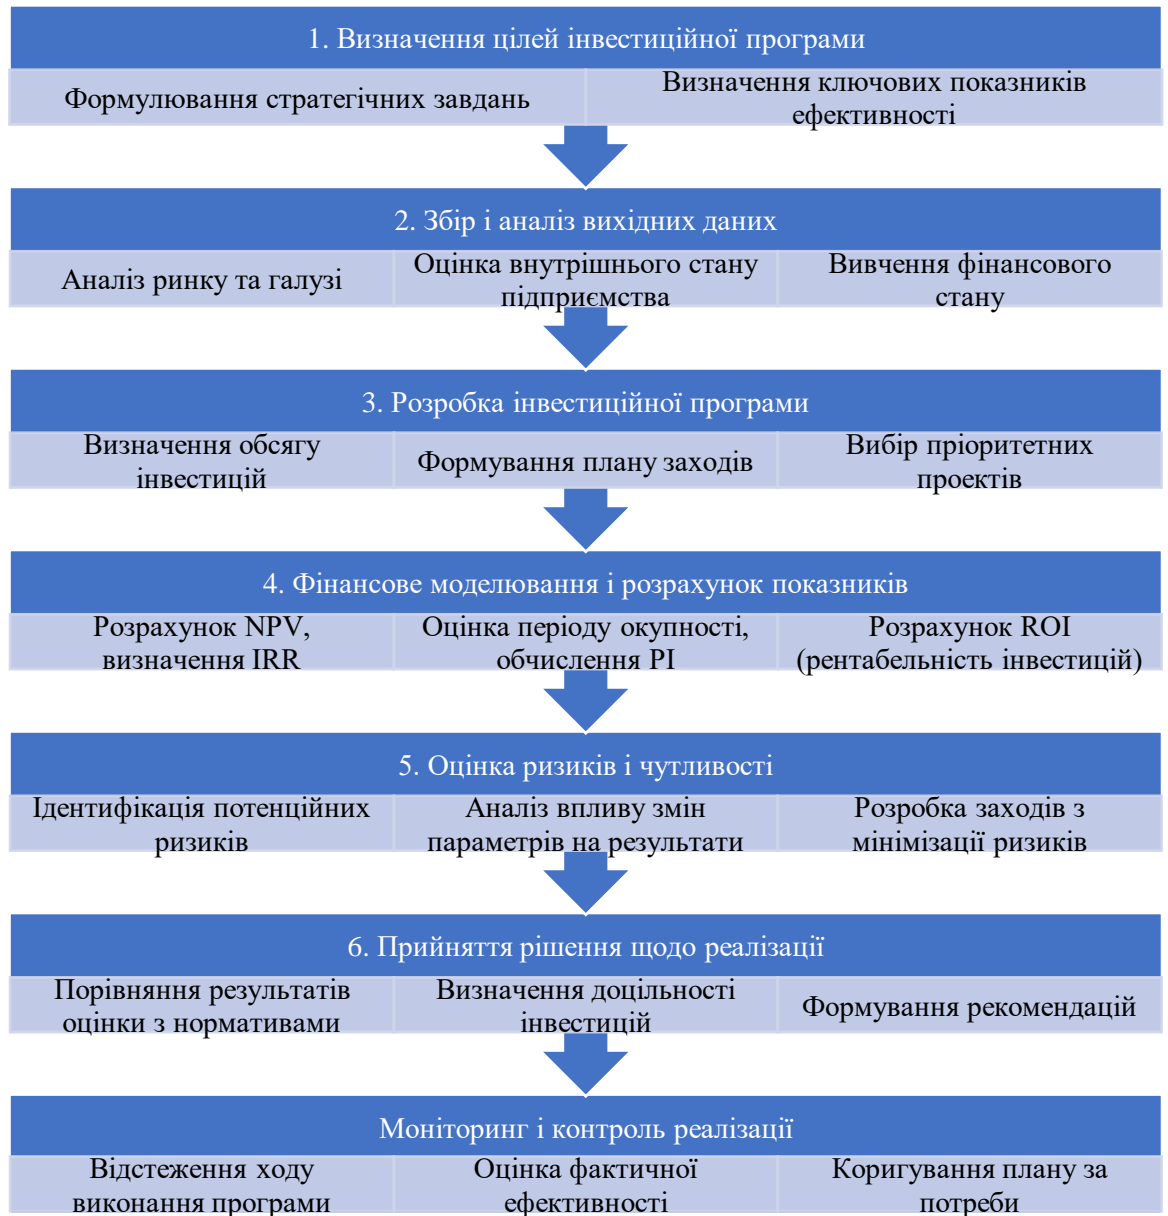 1. Визначення цілей інвестиційної програми
Формулювання стратегічних завдань
Визначення ключових показників
ефективності
2. Збір і аналіз вихідних даних
Аналіз ринку та галузі
Оцінка внутрішнього стану
підприємства
Вивчення фінансового
стану
3. Розробка інвестиційної програми
Визначення обсягу
інвестицій
Формування плану заходів
Вибір пріоритетних
проектів
4. Фінансове моделювання і розрахунок показників
Розрахунок NPV,
визначення IRR
Оцінка періоду окупності,
обчислення PI
Розрахунок ROI
(рентабельність інвестицій)
5. Оцінка ризиків і чутливості
Ідентифікація потенційних
ризиків
Аналіз впливу змін
параметрів на результати
Розробка заходів з
мінімізації ризиків
6. Прийняття рішення щодо реалізації
Порівняння результатів
оцінки з нормативами
Визначення доцільності
інвестицій
Формування рекомендацій
Моніторинг і контроль реалізації
Відстеження ходу
виконання програми
Оцінка фактичної
ефективності
Коригування плану за
потреби